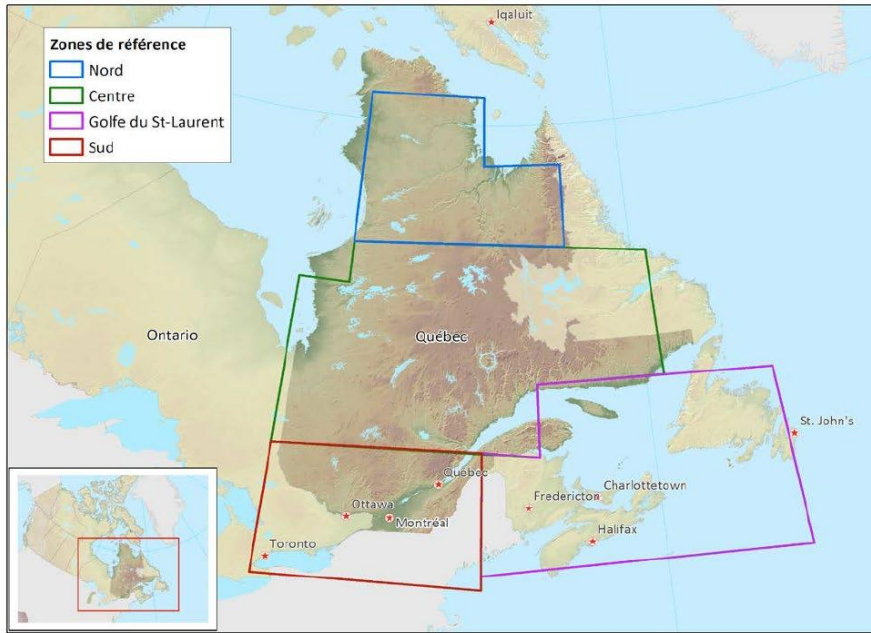 Iqaluit
Zones de référence
Nord
Centre
Golfe du St-Laurent
Sud
Ontario
Québec
St. John's
Québec
Charlottetown
Fredericton
Ottawa
Montréal
Halifax
Toronto